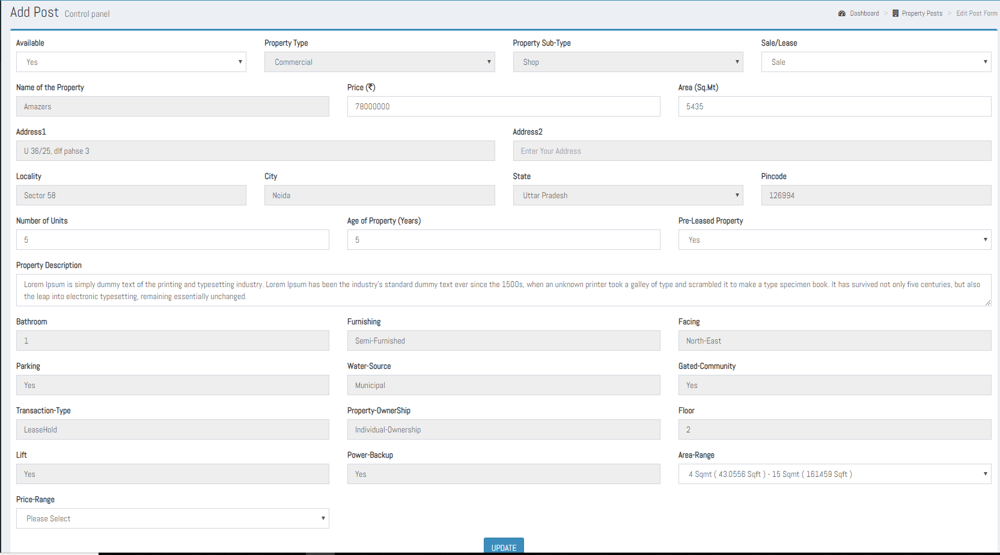 Add Post Control panel
Dashboard > Property Posts > Edit Post Form
Available Property Type Property Sub-Type Sale/Lease
Yes Commercial Shop Sale
Name of the Property Price (₹) Area (Sq.Mt)
Amazers 78000000 5435
Address1 Address2
U 36/25, dlf pahse 3 Enter Your Address
Locality City State Pincode
Sector 58 Noida Uttar Pradesh 126994
Number of Units Age of Property (Years) Pre-Leased Property
5 5 Yes
Property Description
Lorem Ipsum is simply dummy text of the printing and typesetting industry. Lorem Ipsum has been the industry's standard dummy text ever since the 1500s, when an unknown printer took a galley of type and scrambled it to make a type specimen book. It has survived not only five centuries, but also
the leap into electronic typesetting, remaining essentially unchanged.
Bathroom Furnishing Facing
1 Semi-Furnished North-East
Parking Water-Source Gated-Community
Yes Municipal Yes
Transaction-Type Property-OwnerShip Floor
LeaseHold Individual-Ownership 2
Lift Power-Backup Area-Range
Yes Yes 4 Sqmt ( 43.0556 Sqft ) - 15 Sqmt ( 161.459 Sqft )
Price-Range
Please Select
UPDATE